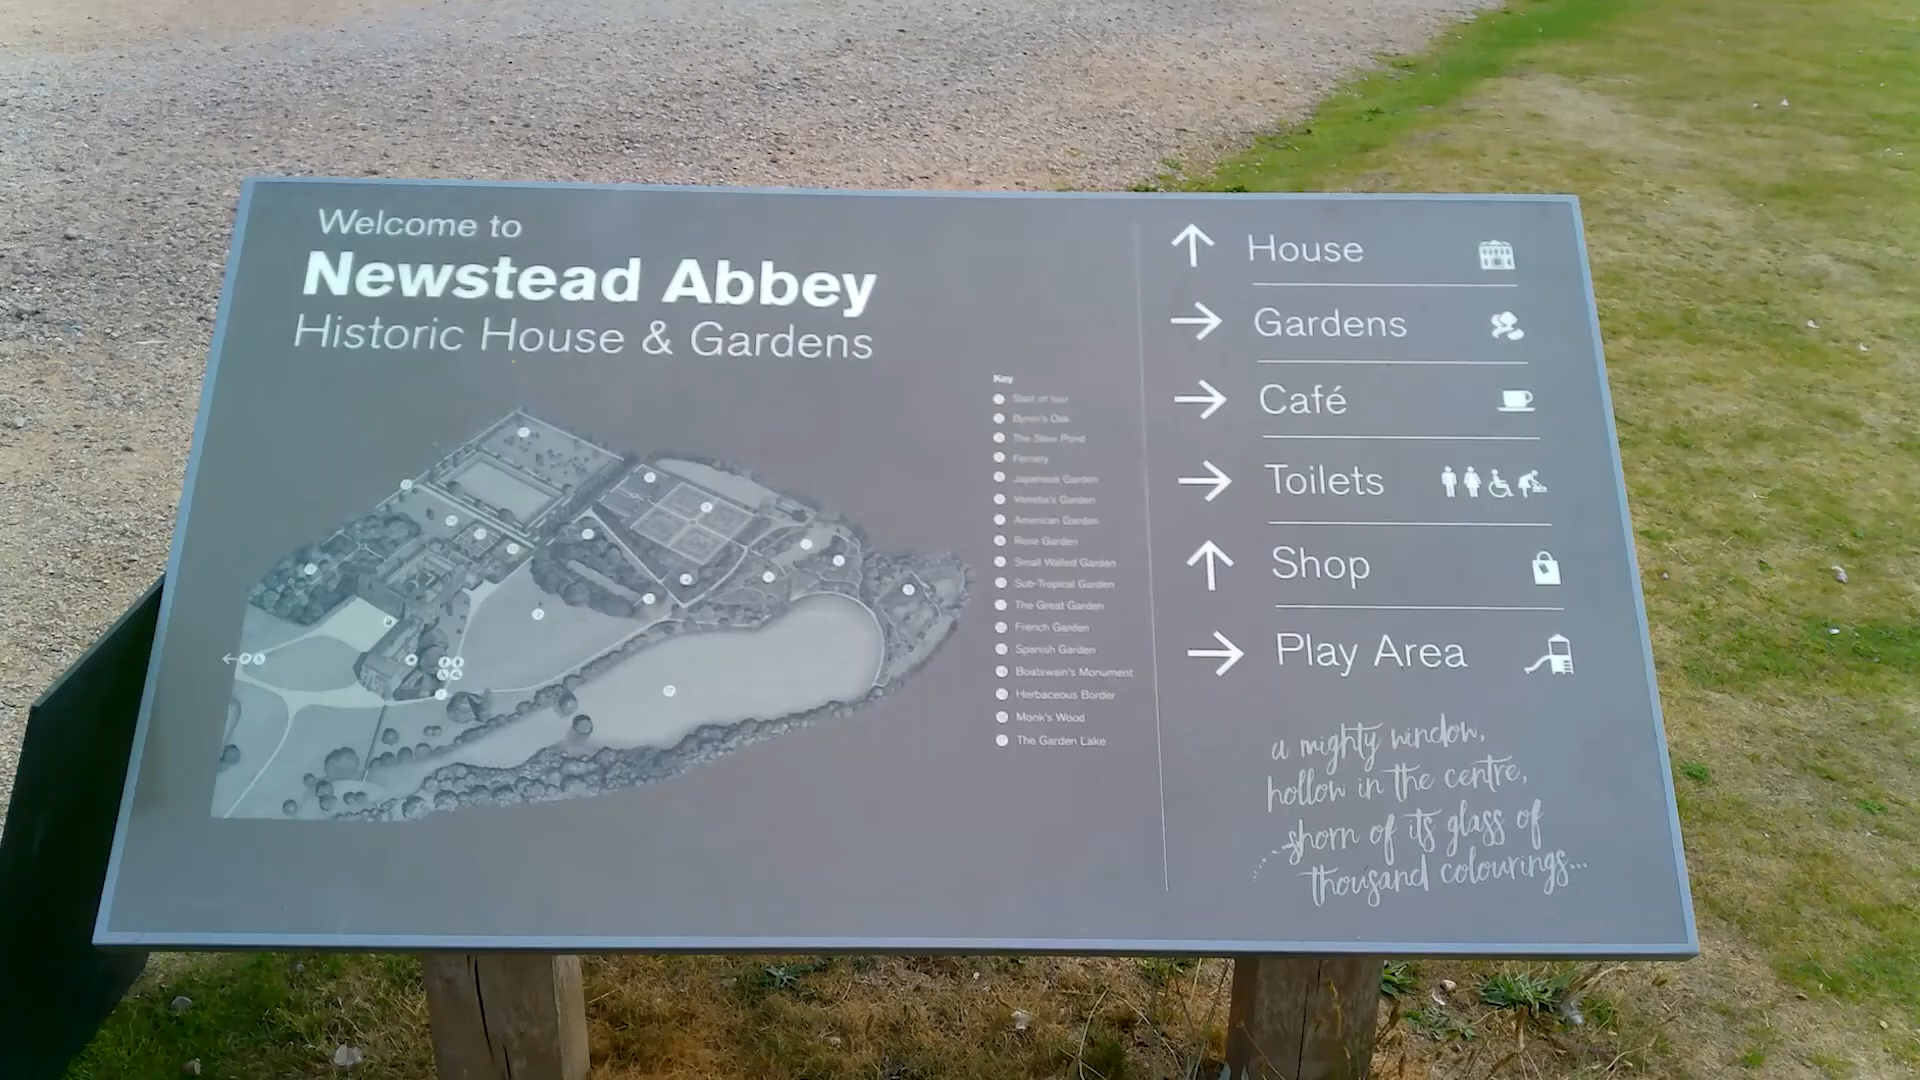 Welcome to
Newstead Abbey
Historic House & Gardens
Key
Start of tour
Byron's Oak
The Stew Pond
Fernery
Japanese Garden
Venetia's Garden
American Garden
Rose Garden
Small Walled Garden
Sub-Tropical Garden
The Great Garden
French Garden
Spanish Garden
Boatswain's Monument
Herbaceous Border
Monk's Wood
The Garden Lake
House
Gardens
Café
Toilets
Shop
Play Area
a mighty window,
hollow in the centre,
shorn of its glass of
thousand colourings...